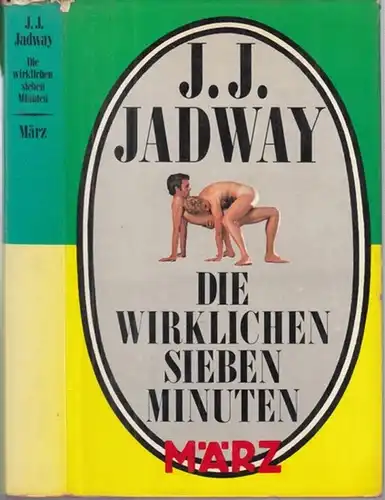 J. J.
Jadway
Die
wirklichen
sieben
Minuten
März
J. J.
JADWAY
DIE
WIRKLICHEN
SIEBEN
MINUTEN
MÄRZ